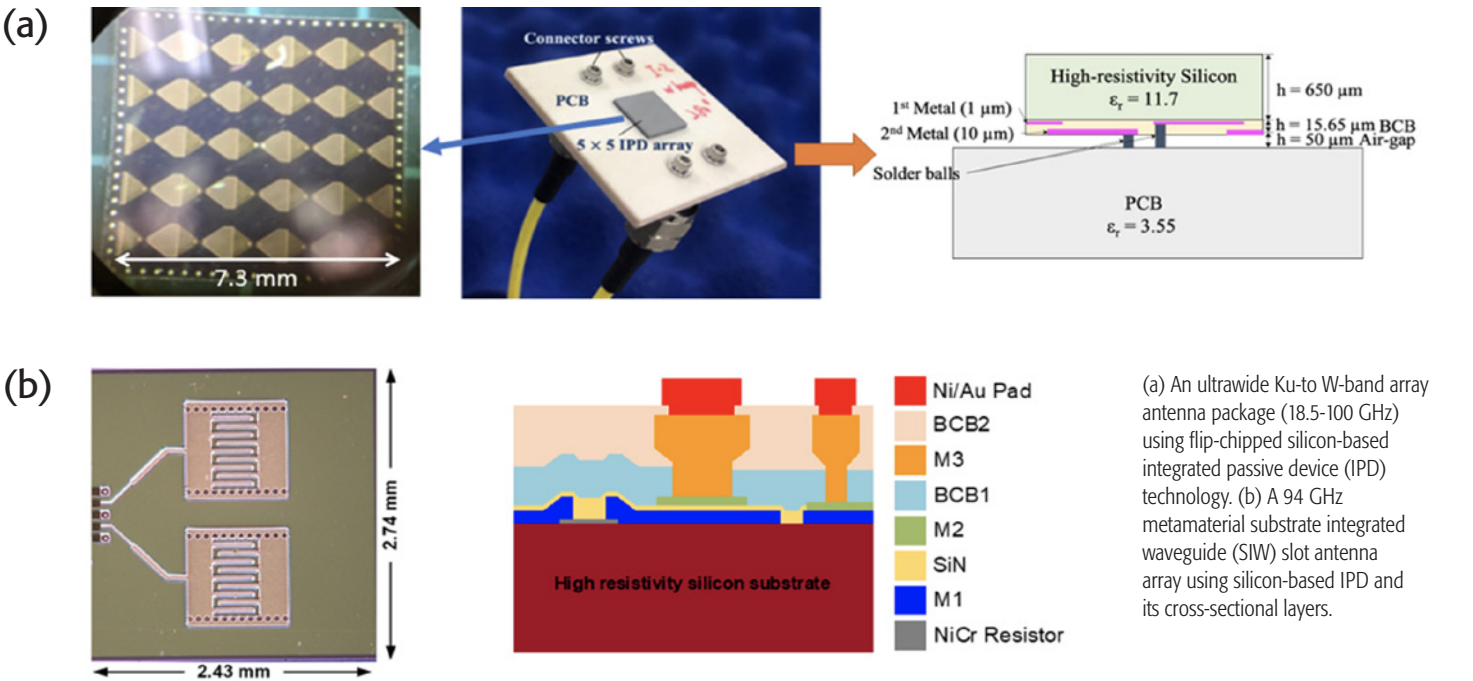 (a)
7.3 mm
Connector screws
PCB
5 × 5 IPD array
High-resistivity Silicon
εr = 11.7
1st Metal (1 μm)
2nd Metal (10 μm)
Solder balls
h = 650 μm
h = 15.65 μm BCB
h = 50 μm Air-gap
PCB
εr = 3.55
(b)
2.74 mm
2.43 mm
High resistivity silicon substrate
Ni/Au Pad
BCB2
M3
BCB1
M2
SiN
M1
NiCr Resistor
(a) An ultrawide Ku-to W-band array
antenna package (18.5-100 GHz)
using flip-chipped silicon-based
integrated passive device (IPD)
technology. (b) A 94 GHz
metamaterial substrate integrated
waveguide (SIW) slot antenna
array using silicon-based IPD and
its cross-sectional layers.